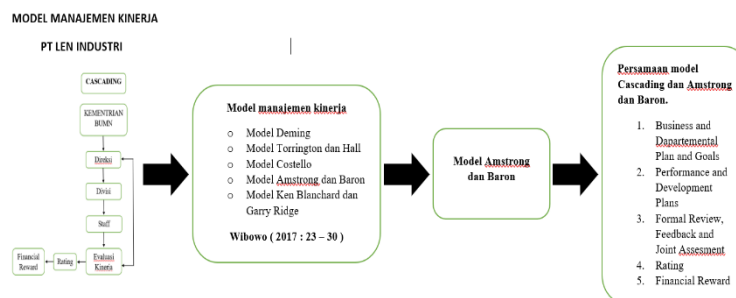 MODEL MANAJEMEN KINERJA
PT LEN INDUSTRI
CASCADING
KEMENTRIAN
BUMN
Direksi
Divisi
Staff
Evaluasi
Kinerja
Rating
Financial
Reward
Model manajemen kinerja
o Model Deming
o Model Torrington dan Hall
o Model Costello
o Model Amstrong dan Baron
o Model Ken Blanchard dan
Garry Ridge
Wibowo ( 2017 : 23 – 30 )
Model Amstrong
dan Baron
Persamaan model
Cascading dan Amstrong
dan Baron.
1. Business and
Dapartemental
Plan and Goals
2. Performance and
Development
Plans
3. Formal Review,
Feedback and
Joint Assesment
4. Rating
5. Financial Reward